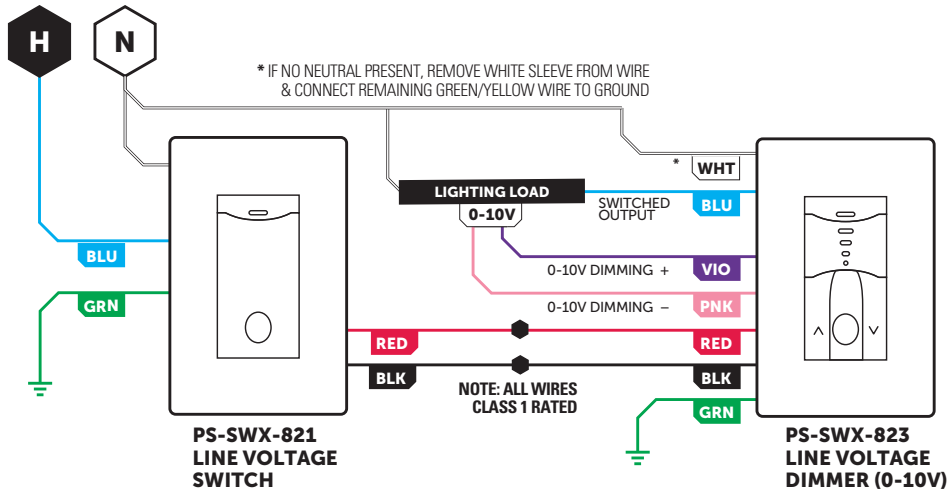 H
N
* IF NO NEUTRAL PRESENT, REMOVE WHITE SLEEVE FROM WIRE
& CONNECT REMAINING GREEN/YELLOW WIRE TO GROUND
* WHT
LIGHTING LOAD
0-10V
SWITCHED
OUTPUT
BLU
BLU
0-10V DIMMING +
VIO
GRN
0-10V DIMMING –
PNK
RED
RED
BLK
BLK
NOTE: ALL WIRES
CLASS 1 RATED
GRN
PS-SWX-821
LINE VOLTAGE
SWITCH
PS-SWX-823
LINE VOLTAGE
DIMMER (0-10V)